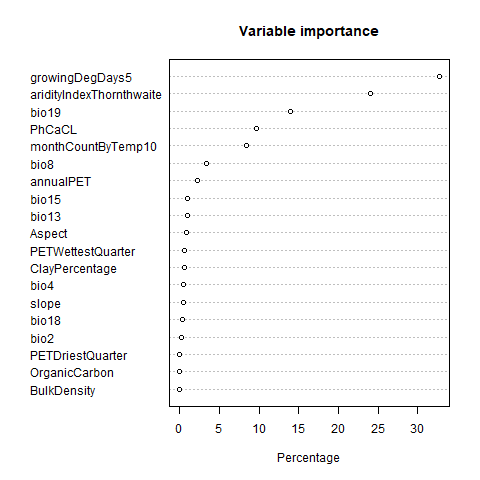 Variable importance
growingDegDays5
aridityIndexThornthwaite
bio19
PhCaCL
monthCountByTemp10
bio8
annualPET
bio15
bio13
Aspect
PETWettestQuarter
ClayPercentage
bio4
slope
bio18
bio2
PETDriestQuarter
OrganicCarbon
BulkDensity
0 5 10 15 20 25 30
Percentage